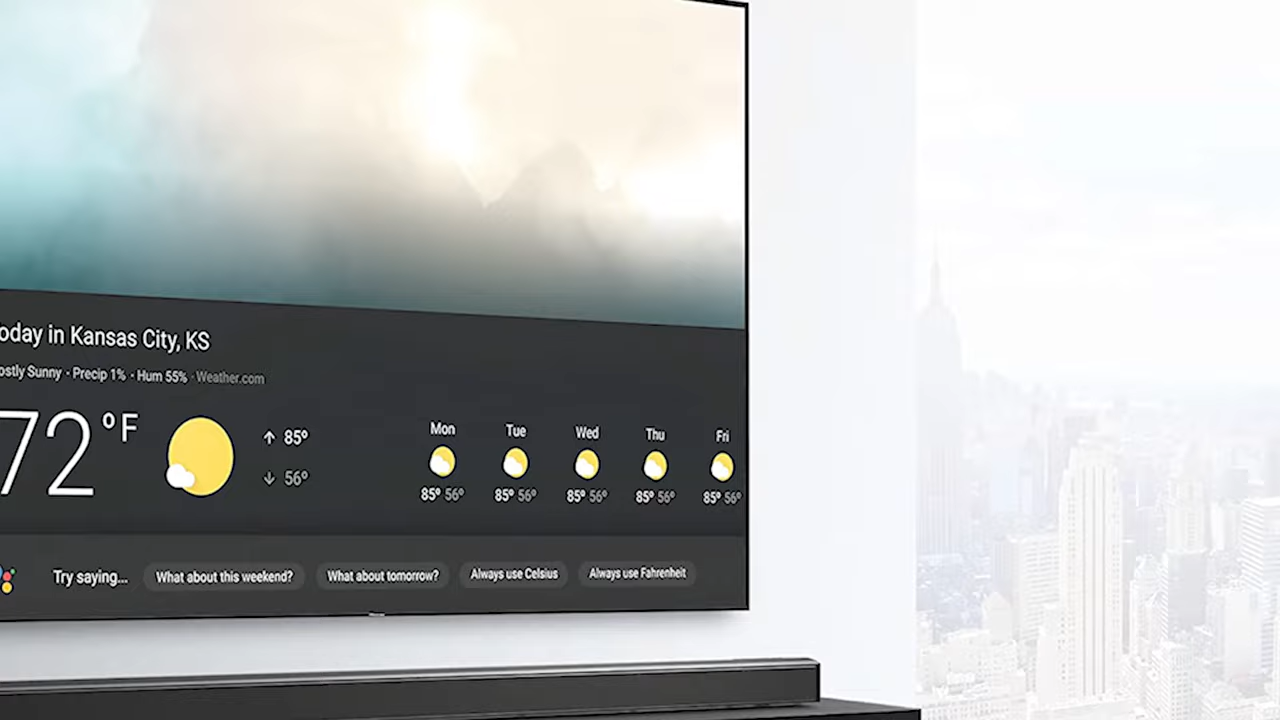 oday in Kansas City, KS
ostly Sunny · Precip 1% · Hum 55% · Weather.com
72°F
↑ 85°
↓ 56°
Mon Tue Wed Thu Fri
85° 56° 85° 56° 85° 56° 85° 56° 85° 56°
Try saying... What about this weekend? What about tomorrow? Always use Celsius Always use Fahrenheit